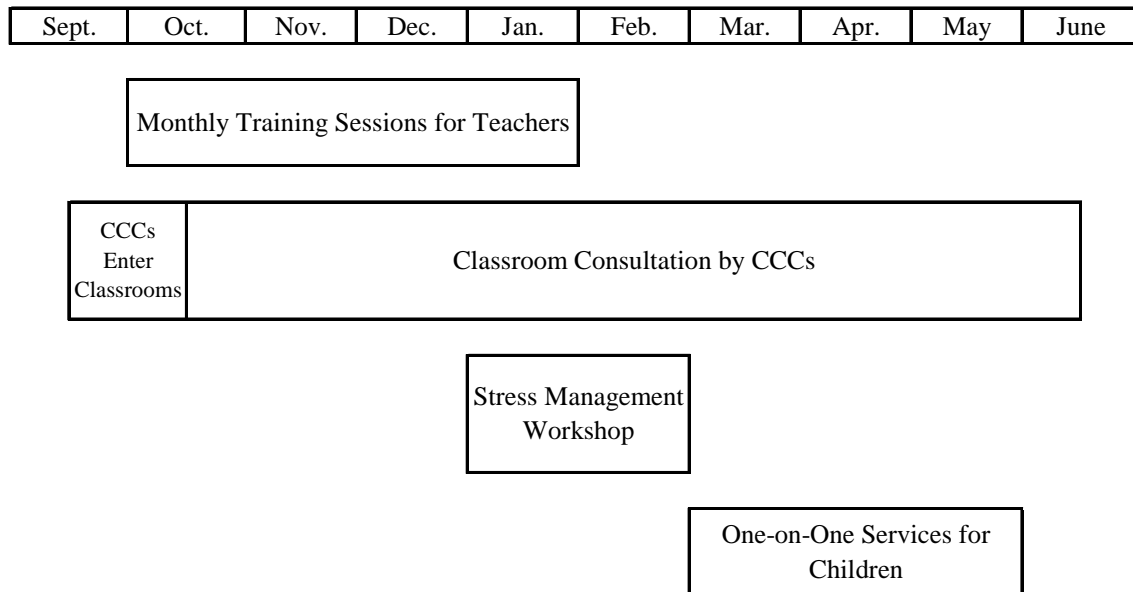 Sept. Oct. Nov. Dec. Jan. Feb. Mar. Apr. May June
Monthly Training Sessions for Teachers
CCCs
Enter
Classrooms
Classroom Consultation by CCCs
Stress Management
Workshop
One-on-One Services for
Children